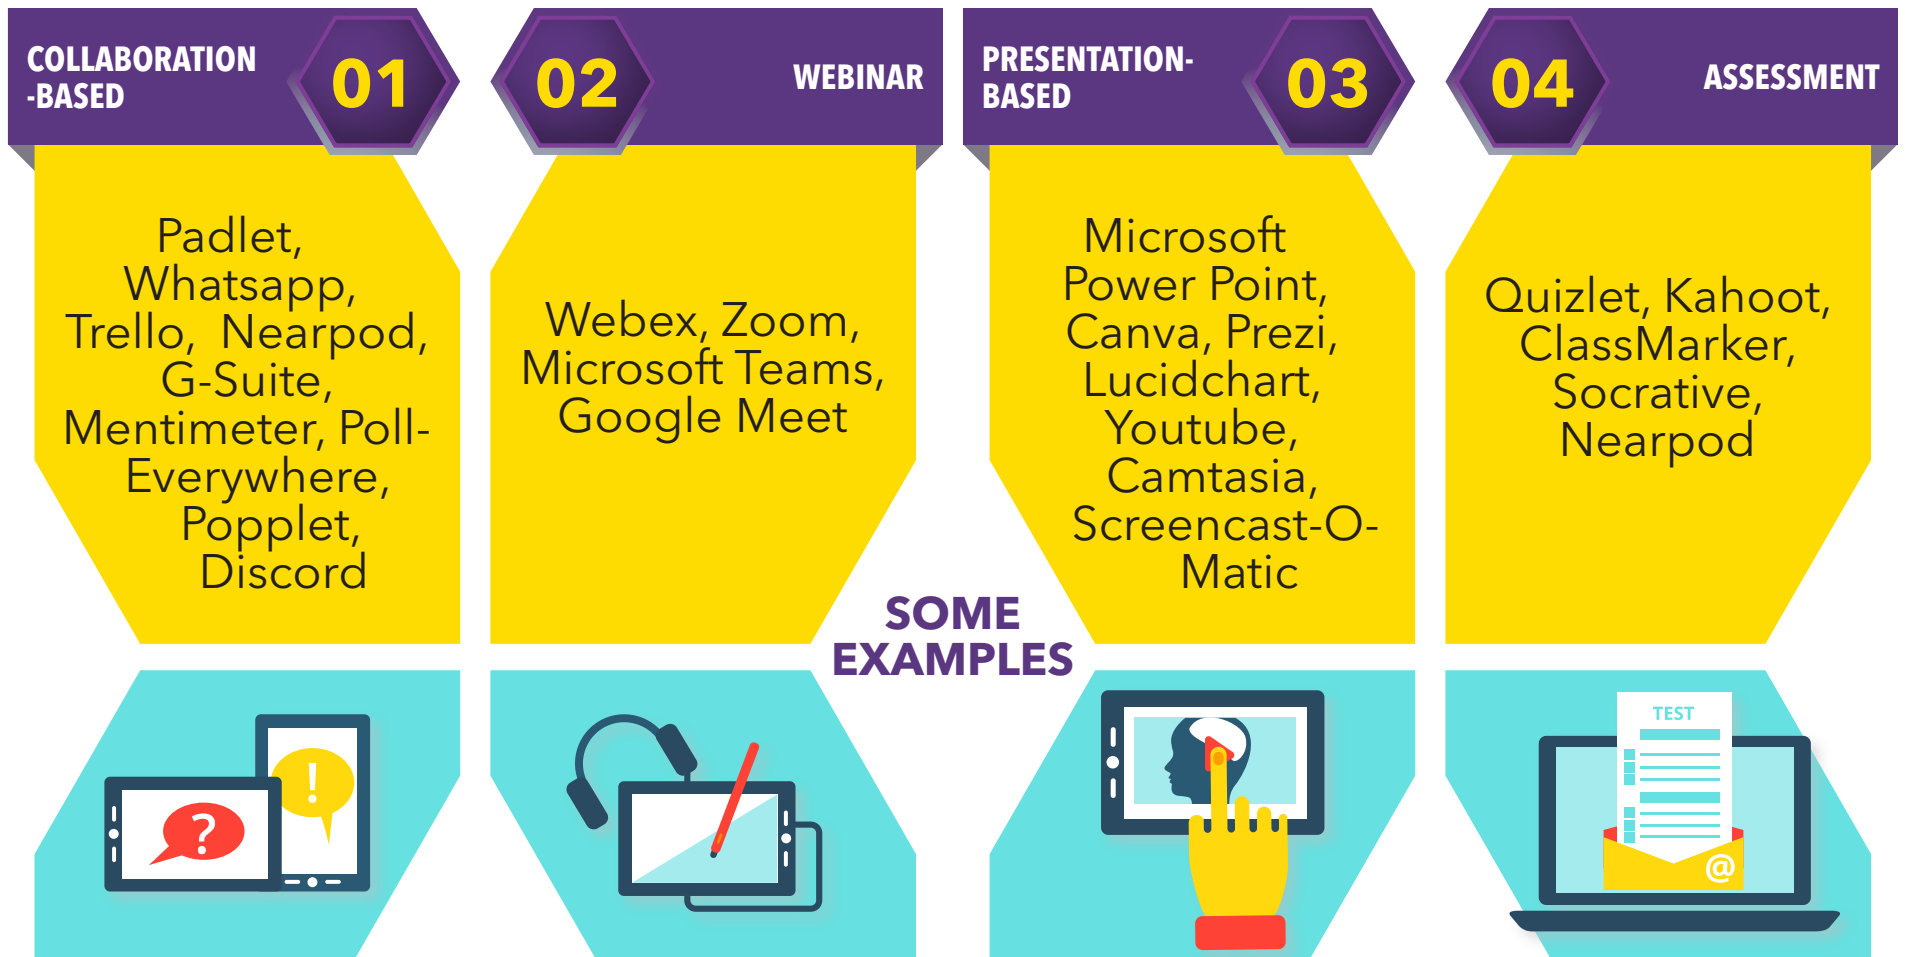 COLLABORATION
-BASED
01
Padlet,
Whatsapp,
Trello,  Nearpod,
G-Suite,
Mentimeter, Poll-
Everywhere,
Popplet,
Discord
?
!
02
WEBINAR
Webex, Zoom,
Microsoft Teams,
Google Meet
PRESENTATION-
BASED
03
Microsoft
Power Point,
Canva, Prezi,
Lucidchart,
Youtube,
Camtasia,
Screencast-O-
Matic
04
ASSESSMENT
Quizlet, Kahoot,
ClassMarker,
Socrative,
Nearpod
SOME
EXAMPLES
TEST
@